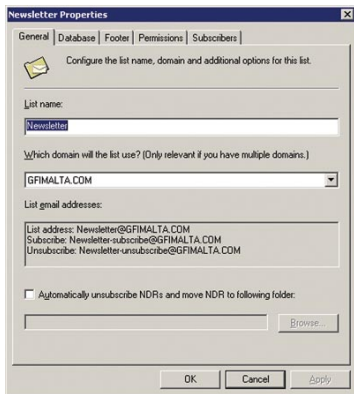 Newsletter Properties
General Database Footer Permissions Subscribers
Configure the list name, domain and additional options for this list.
List name:
Newsletter
Which domain will the list use? (Only relevant if you have multiple domains.)
GFIMALTA.COM
List email addresses:
List address: Newsletter@GFIMALTA.COM
Subscribe: Newsletter-subscribe@GFIMALTA.COM
Unsubscribe: Newsletter-unsubscribe@GFIMALTA.COM
Automatically unsubscribe NDRs and move NDR to following folder:
Browse...
OK Cancel Apply